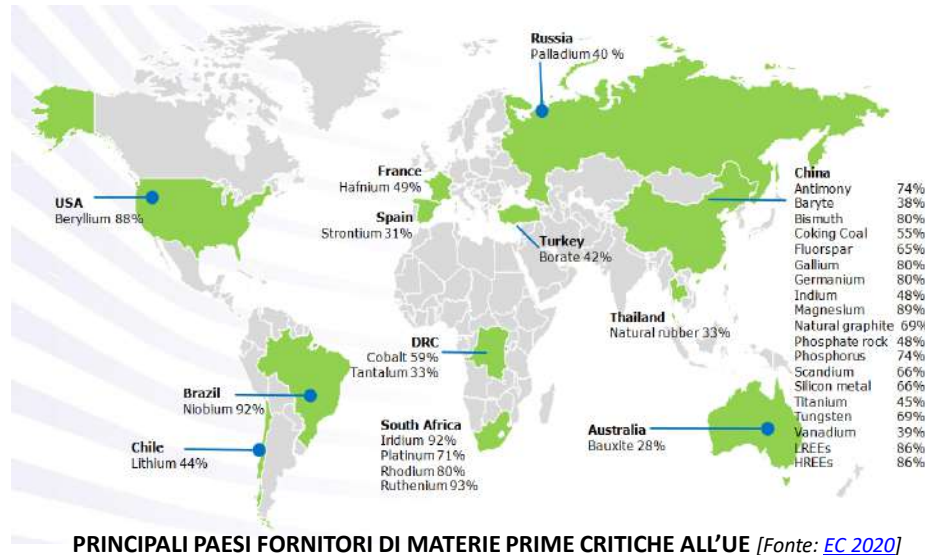 Russia
Palladium 40 %
France
Hafnium 49%
USA
Beryllium 88%
Spain
Strontium 31%
Turkey
Borate 42%
China
Antimony 74%
Baryte 38%
Bismuth 80%
Coking Coal 55%
Fluorspar 65%
Gallium 80%
Germanium 80%
Indium 48%
Magnesium 89%
Natural graphite 69%
Phosphate rock 48%
Phosphorus 74%
Scandium 66%
Silicon metal 66%
Titanium 45%
Tungsten 69%
Vanadium 39%
LREEs 86%
HREEs 86%
Thailand
Natural rubber 33%
DRC
Cobalt 59%
Tantalum 33%
Brazil
Niobium 92%
South Africa
Iridium 92%
Platinum 71%
Rhodium 80%
Ruthenium 93%
Australia
Bauxite 28%
Chile
Lithium 44%
PRINCIPALI PAESI FORNITORI DI MATERIE PRIME CRITICHE ALL’UE [Fonte: EC 2020]